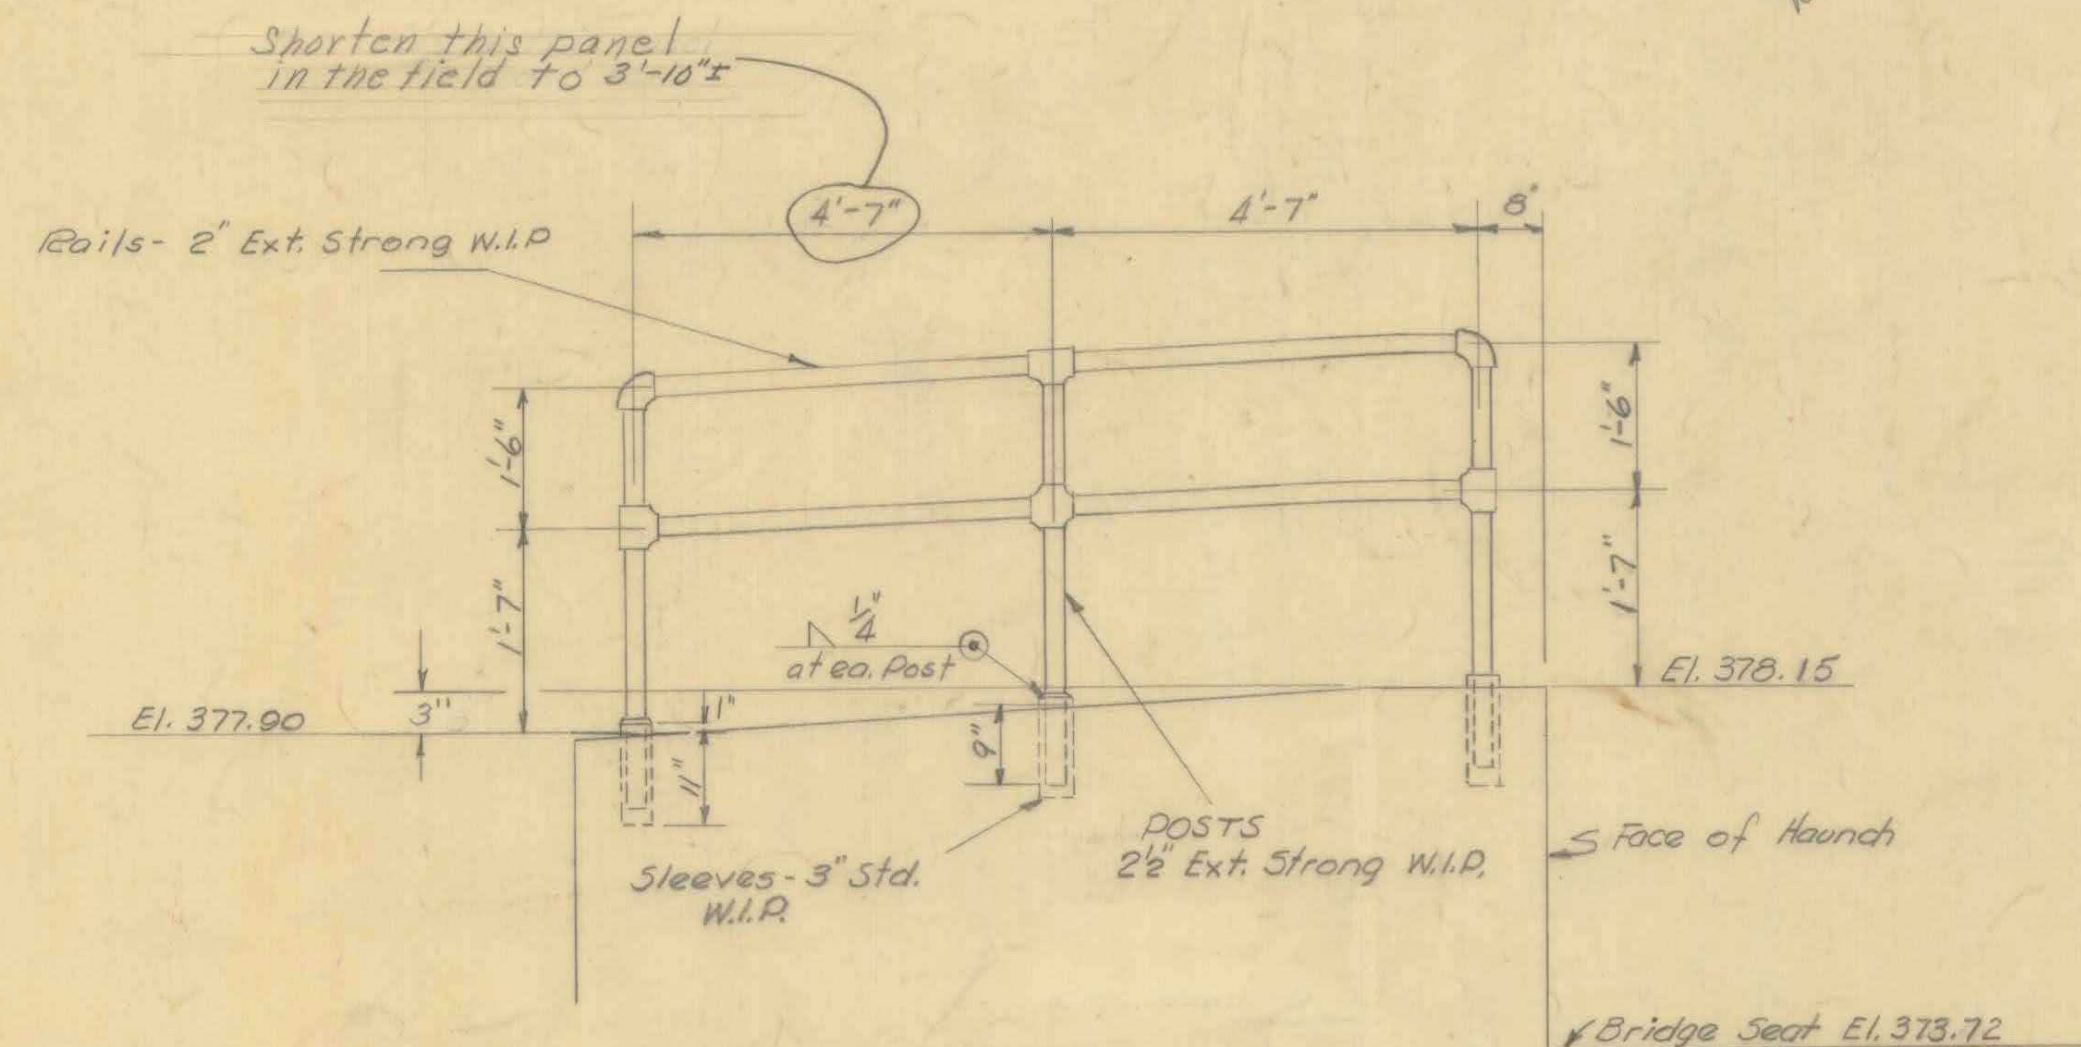 Shorten this panel
in the field to 3'-10"±
4'-7"
4'-7"
8"
Rails- 2" Ext. Strong W.I.P
1'-6"
1'-6"
1'-7"
1'-7"
1/4"
at ea. Post
El. 378.15
3"
1"
El. 377.90
9"
11"
POSTS
2½" Ext. Strong W.I.P.
Face of Haunch
Sleeves - 3" Std.
W.I.P.
Bridge Seat El. 373.72